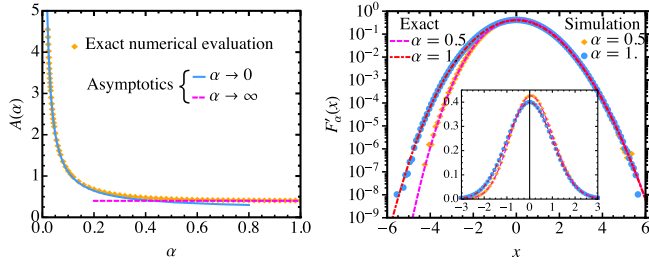 5
4
3
2
1
0
A(α)
Exact numerical evaluation
Asymptotics { α → 0
α → ∞
0.0 0.2 0.4 0.6 0.8 1.0
α
10⁰
10⁻¹
10⁻²
10⁻³
10⁻⁴
10⁻⁵
10⁻⁶
10⁻⁷
10⁻⁸
10⁻⁹
F′α(x)
Exact Simulation
α = 0.5 α = 0.5
α = 1. α = 1.
0.4
0.3
0.2
0.1
0.0
−3 −2 −1 0 1 2 3
−6 −4 −2 0 2 4 6
x